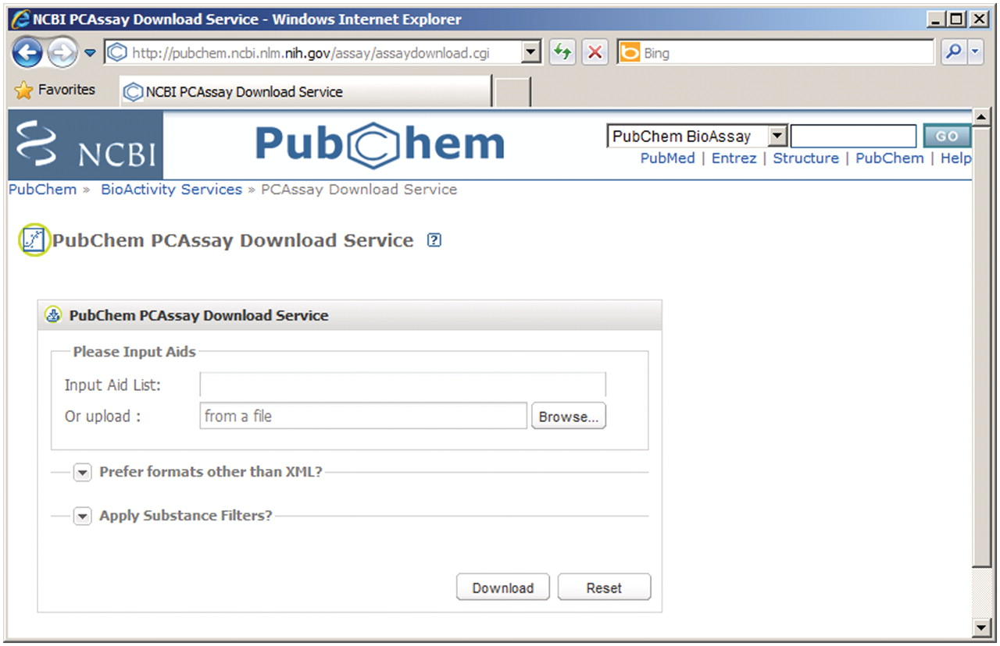 NCBI PCAssay Download Service - Windows Internet Explorer
http://pubchem.ncbi.nlm.nih.gov/assay/assaydownload.cgi
Bing
Favorites
NCBI PCAssay Download Service
NCBI
PubChem
PubChem BioAssay
GO
PubMed | Entrez | Structure | PubChem | Help
PubChem » BioActivity Services » PCAssay Download Service
PubChem PCAssay Download Service ?
PubChem PCAssay Download Service
Please Input Aids
Input Aid List:
Or upload : from a file Browse...
Prefer formats other than XML?
Apply Substance Filters?
Download Reset